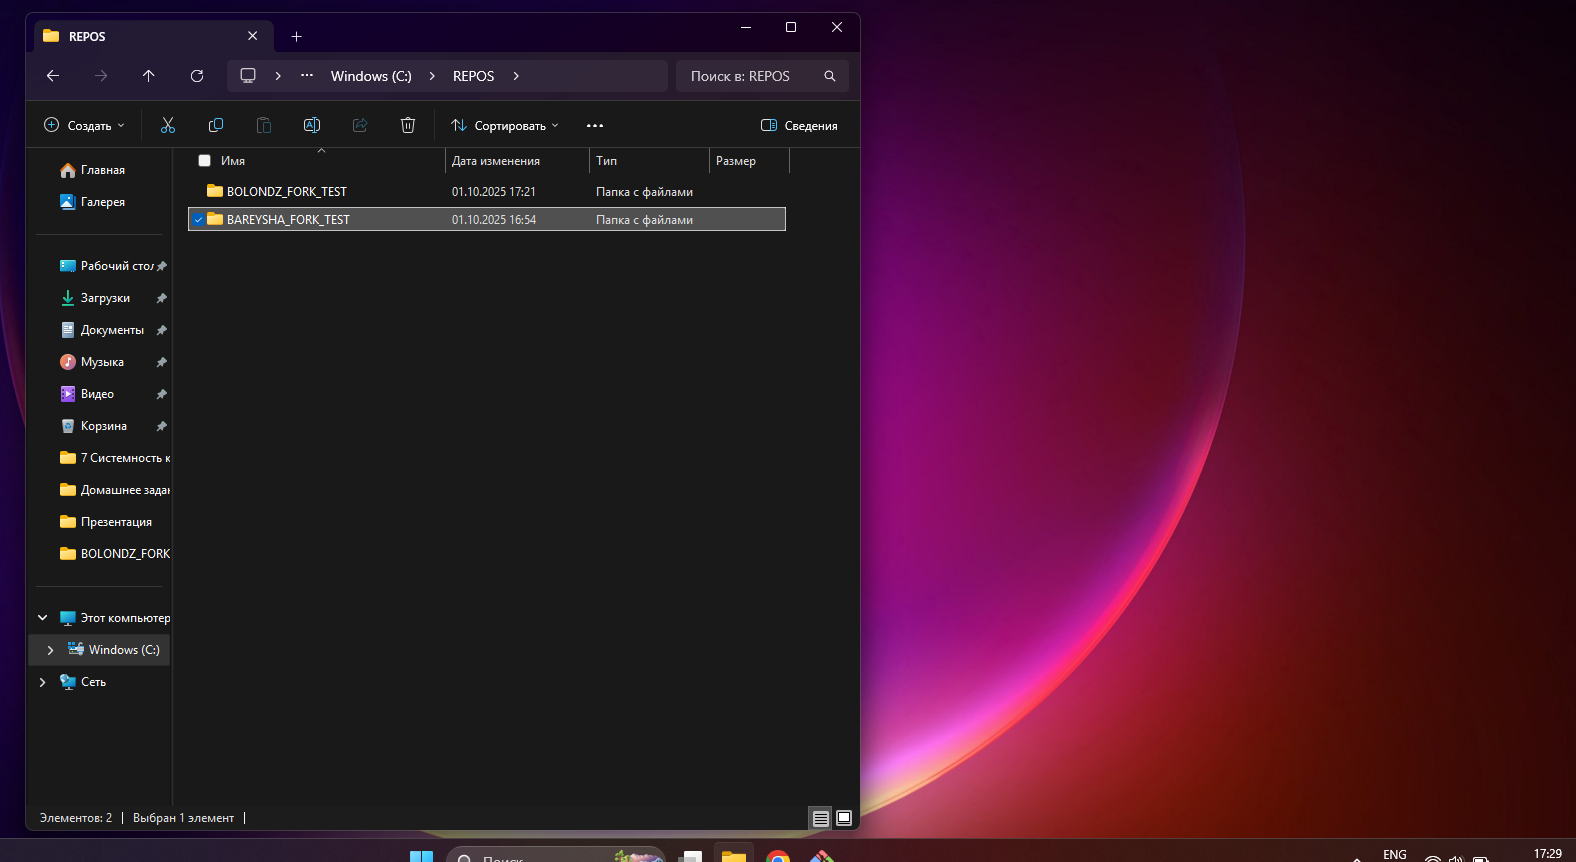 REPOS
Windows (C:) REPOS
Поиск в: REPOS
Создать
Сортировать
Сведения
Имя Дата изменения Тип Размер
BOLONDZ_FORK_TEST 01.10.2025 17:21 Папка с файлами
BAREYSHA_FORK_TEST 01.10.2025 16:54 Папка с файлами
Главная
Галерея
Рабочий стол
Загрузки
Документы
Музыка
Видео
Корзина
7 Системность к
Домашнее задан
Презентация
BOLONDZ_FORK
Этот компьютер
Windows (C:)
Сеть
Элементов: 2 Выбран 1 элемент
Поиск
ENG
17:29